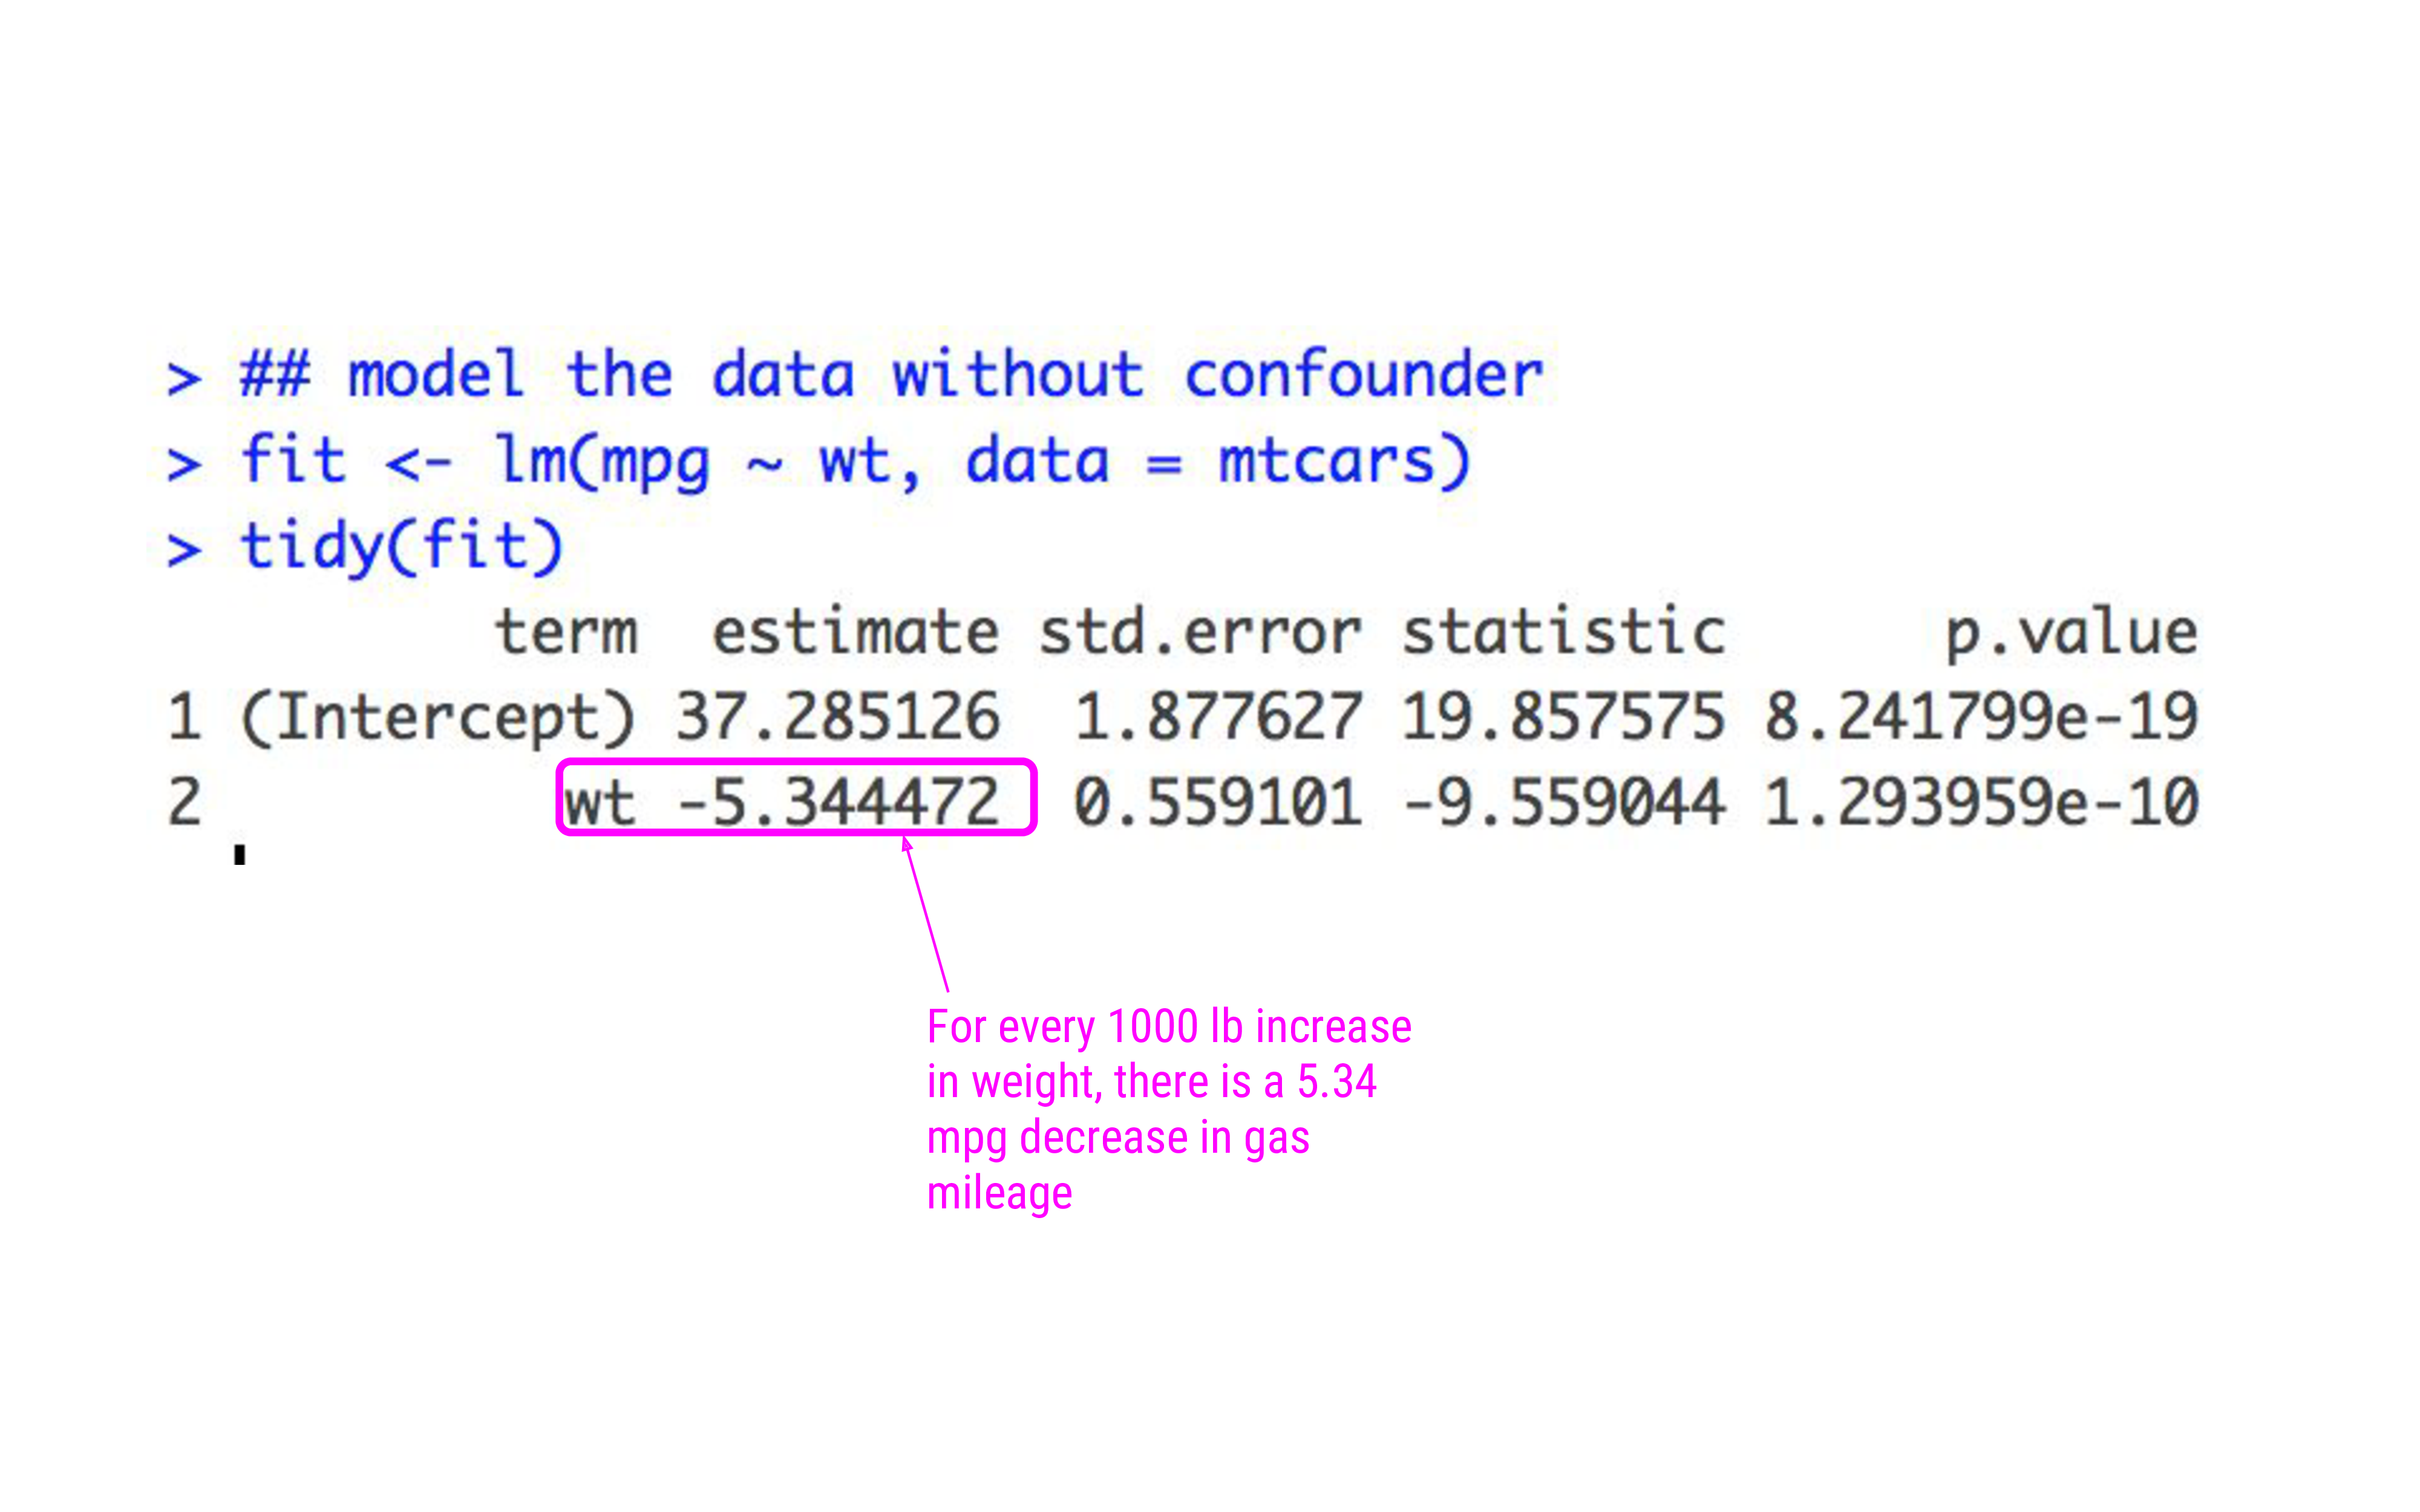 > ## model the data without confounder
> fit <- lm(mpg ~ wt, data = mtcars)
> tidy(fit)
term estimate std.error statistic p.value
1 (Intercept) 37.285126 1.877627 19.857575 8.241799e-19
2 wt -5.344472 0.559101 -9.559044 1.293959e-10
For every 1000 lb increase
in weight, there is a 5.34
mpg decrease in gas
mileage